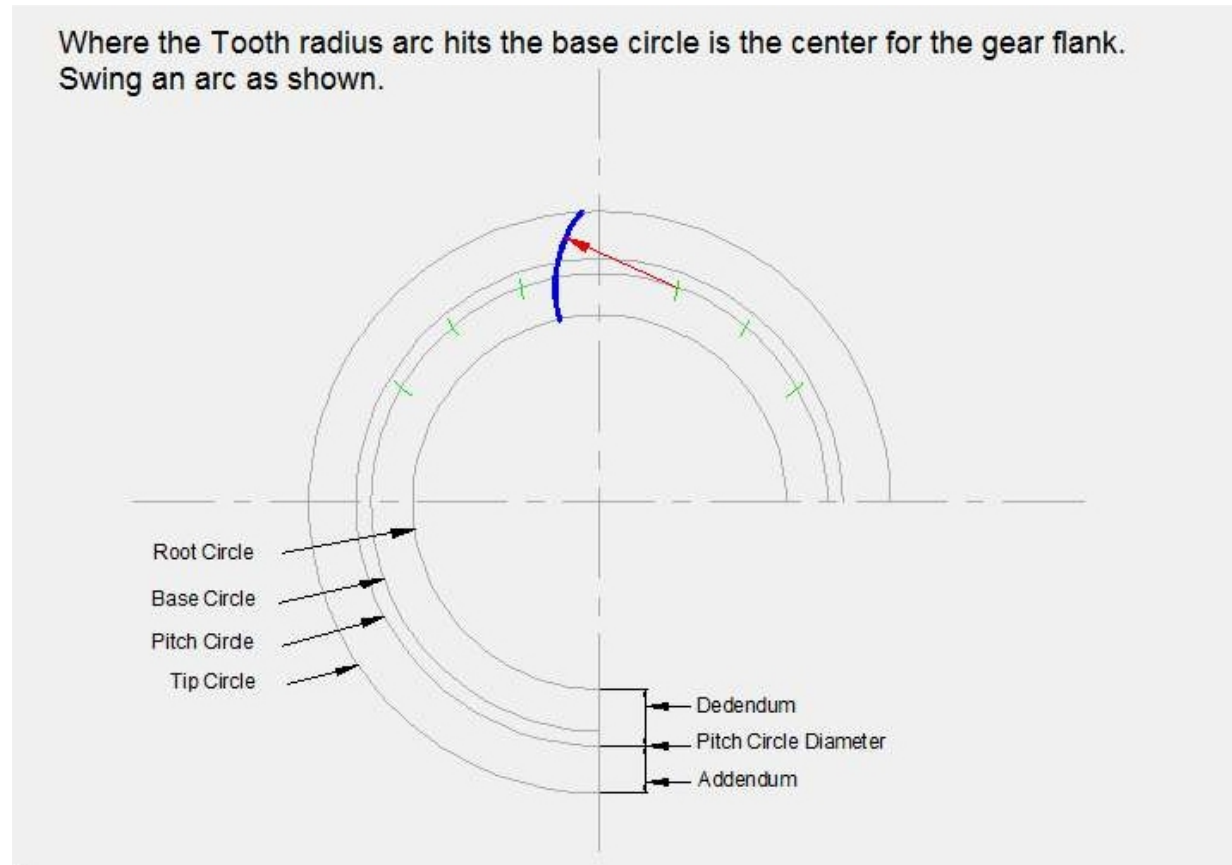 Where the Tooth radius arc hits the base circle is the center for the gear flank.
Swing an arc as shown.
Root Circle
Base Circle
Pitch Circle
Tip Circle
Dedendum
Pitch Circle Diameter
Addendum